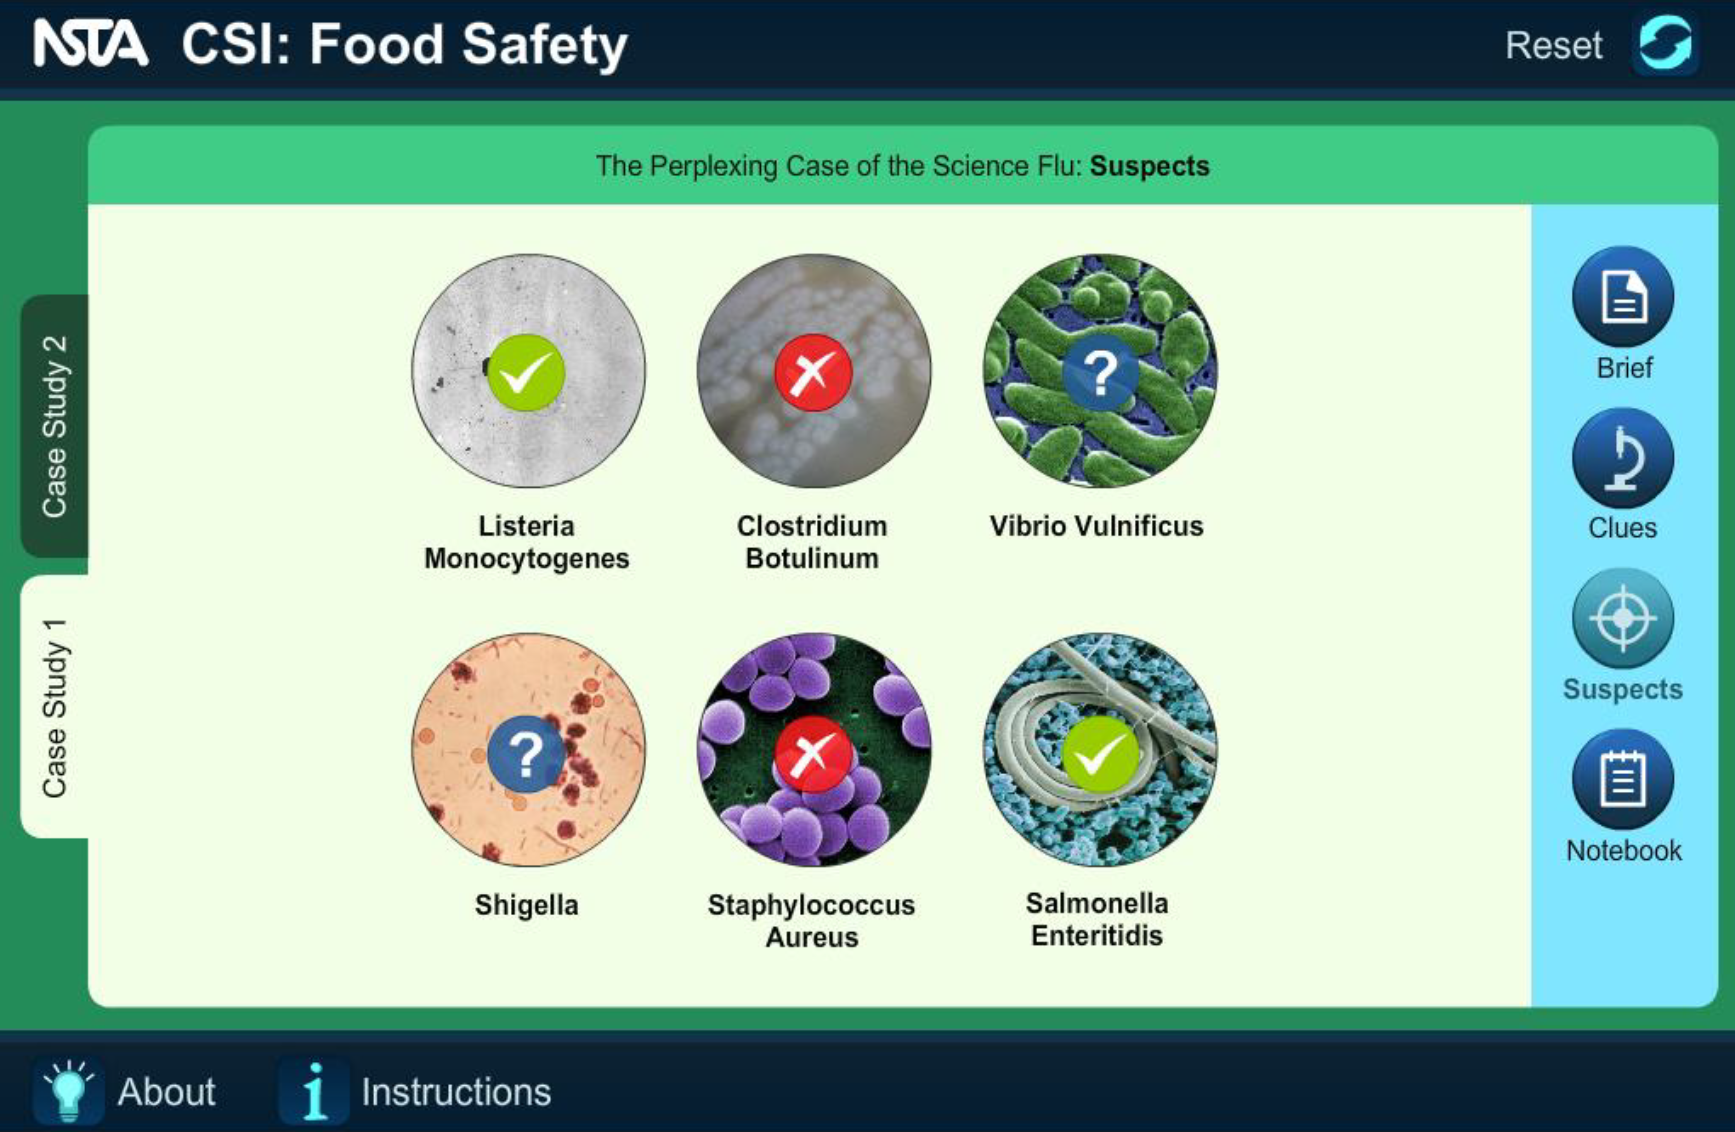 NSTA CSI: Food Safety
Reset
The Perplexing Case of the Science Flu: Suspects
Case Study 2
Case Study 1
?
Listeria
Monocytogenes
Clostridium
Botulinum
Vibrio Vulnificus
?
Shigella
Staphylococcus
Aureus
Salmonella
Enteritidis
Brief
Clues
Suspects
Notebook
About
i Instructions